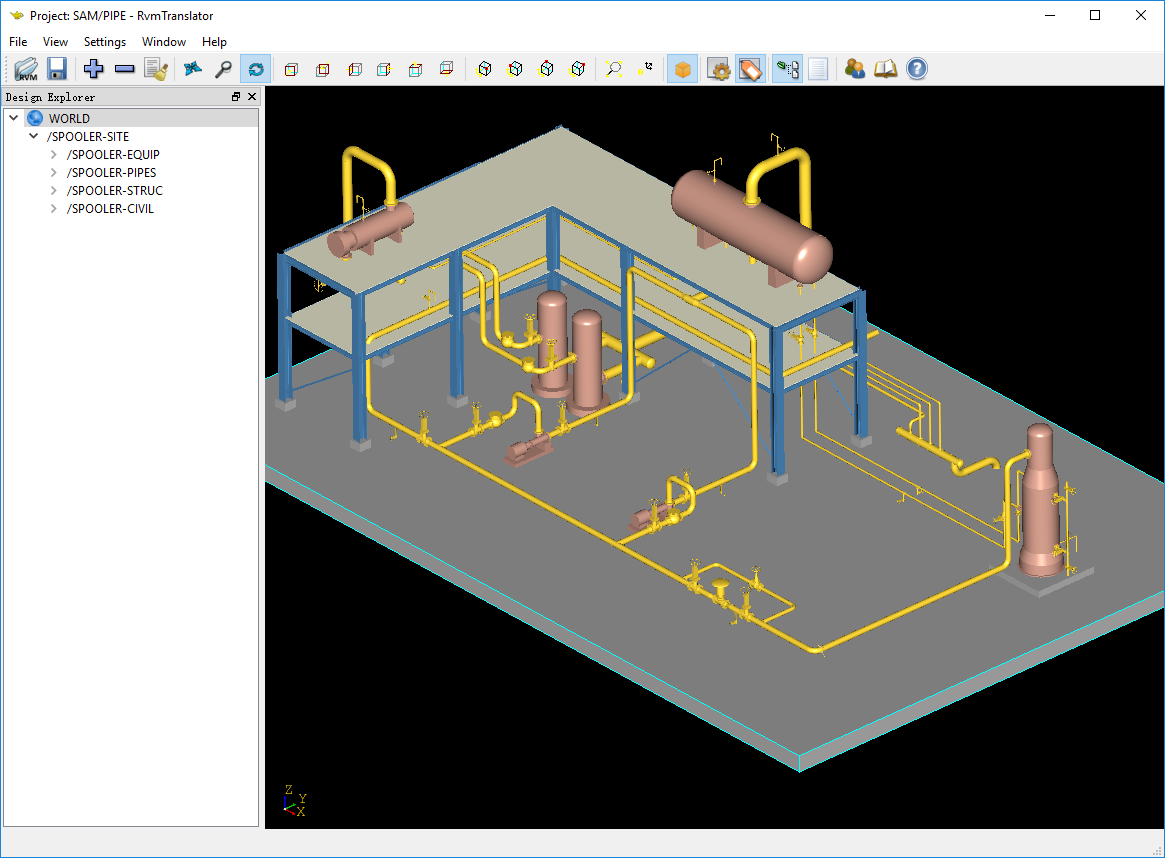 Project: SAM/PIPE - RvmTranslator
File View Settings Window Help
RVM
Design Explorer
WORLD
/SPOOLER-SITE
/SPOOLER-EQUIP
/SPOOLER-PIPES
/SPOOLER-STRUC
/SPOOLER-CIVIL
Z
Y
X